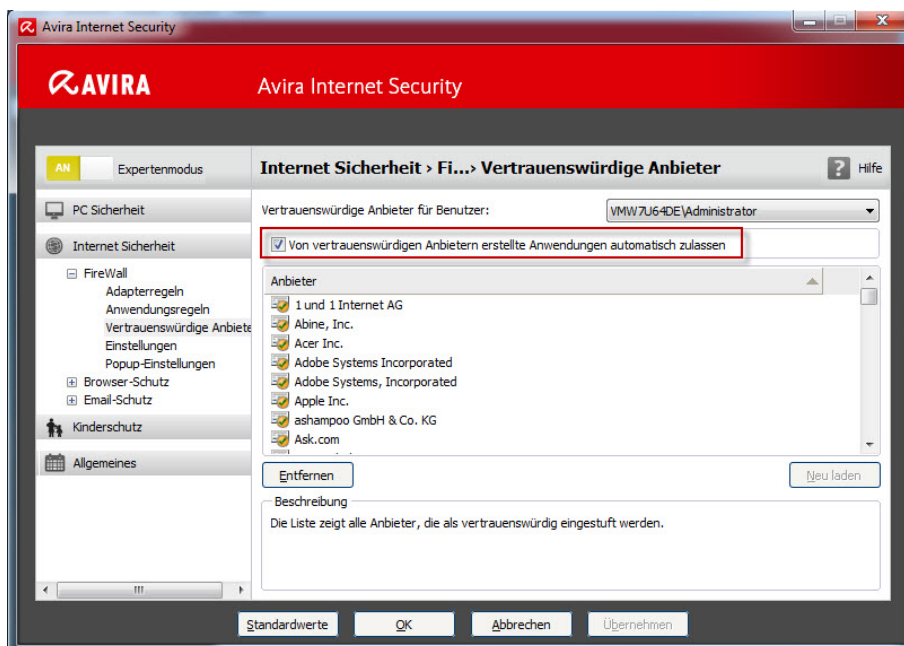 Avira Internet Security
AVIRA
Avira Internet Security
AN
Expertenmodus
Internet Sicherheit › Fi...› Vertrauenswürdige Anbieter
? Hilfe
PC Sicherheit
Internet Sicherheit
FireWall
Adapterregeln
Anwendungsregeln
Vertrauenswürdige Anbiete
Einstellungen
Popup-Einstellungen
Browser-Schutz
Email-Schutz
Kinderschutz
Allgemeines
Vertrauenswürdige Anbieter für Benutzer:
VMW7U64DE\Administrator
Von vertrauenswürdigen Anbietern erstellte Anwendungen automatisch zulassen
Anbieter
1 und 1 Internet AG
Abine, Inc.
Acer Inc.
Adobe Systems Incorporated
Adobe Systems, Incorporated
Apple Inc.
ashampoo GmbH & Co. KG
Ask.com
Entfernen
Neu laden
Beschreibung
Die Liste zeigt alle Anbieter, die als vertrauenswürdig eingestuft werden.
Standardwerte
OK
Abbrechen
Übernehmen